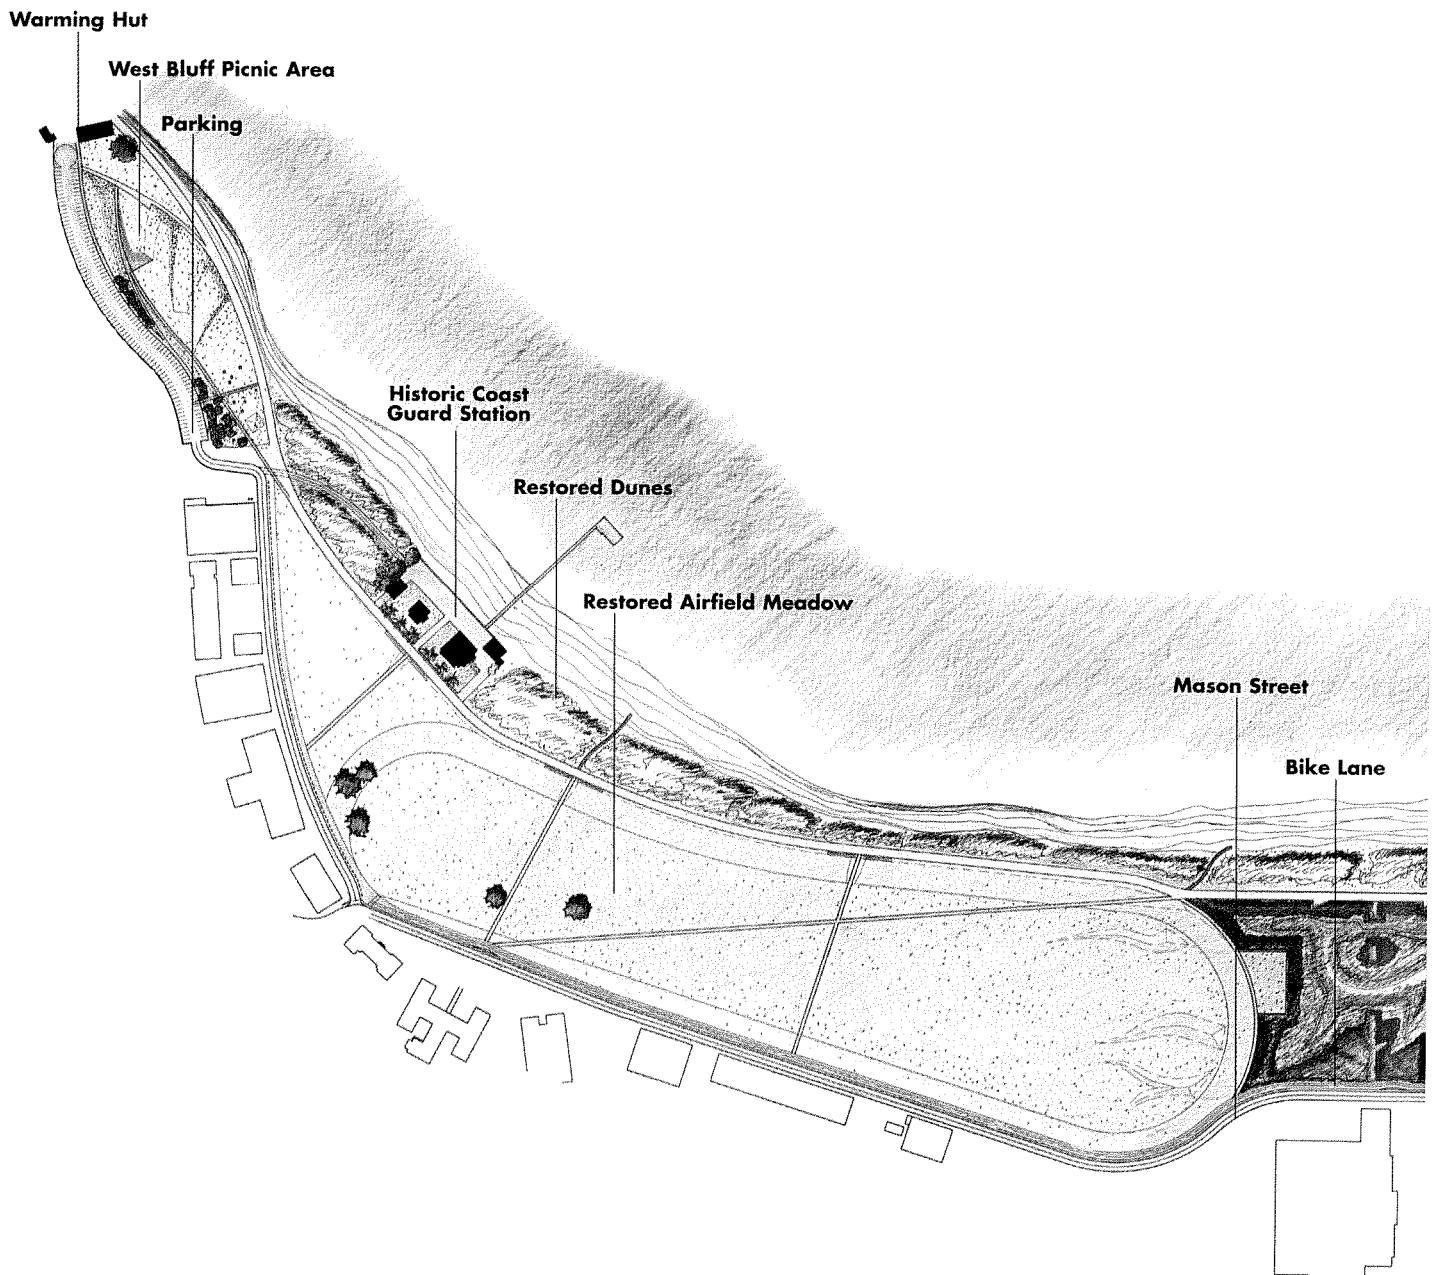 Warming Hut
West Bluff Picnic Area
Parking
Historic Coast
Guard Station
Restored Dunes
Restored Airfield Meadow
Mason Street
Bike Lane